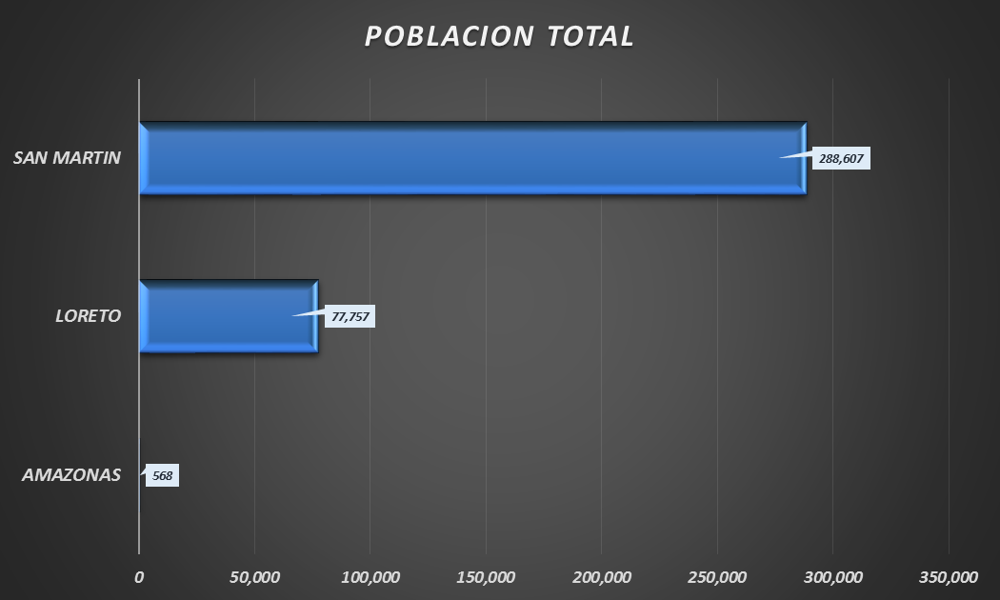 POBLACION TOTAL
SAN MARTIN
288,607
LORETO
77,757
AMAZONAS
568
0 50,000 100,000 150,000 200,000 250,000 300,000 350,000